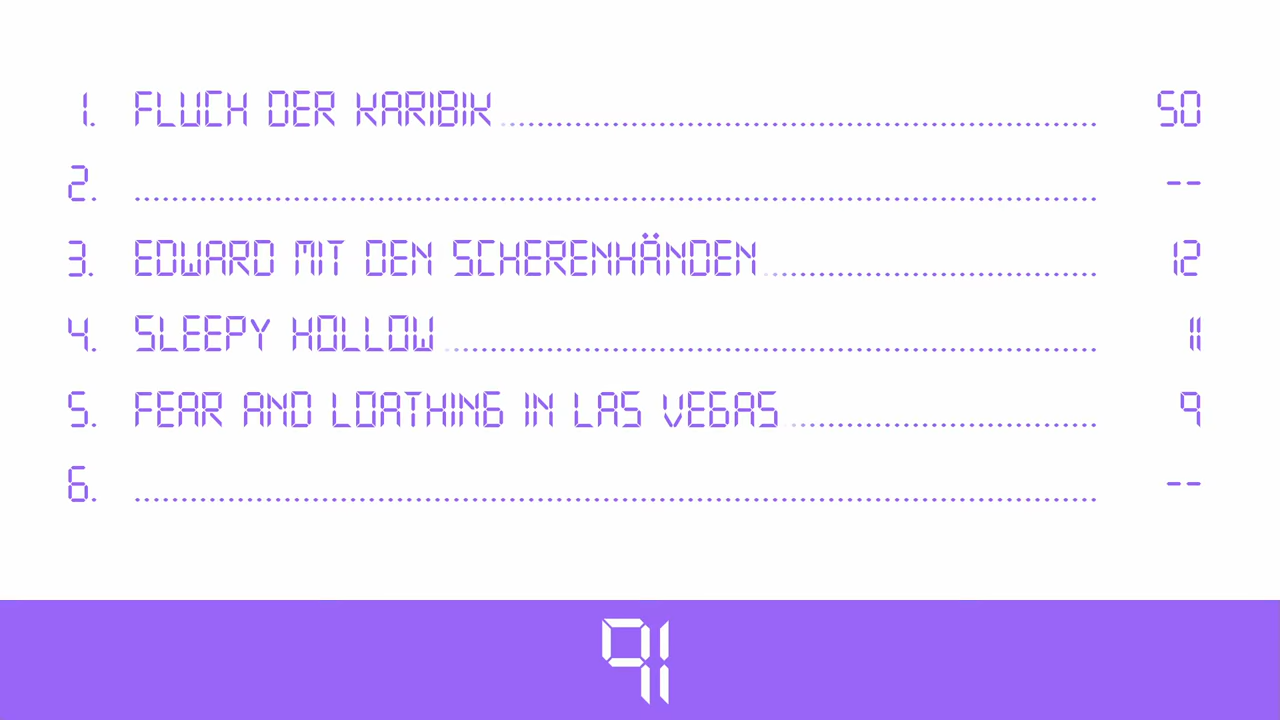 1. FLUCH DER KARIBIK ................................ 50
2. ................................ --
3. EDWARD MIT DEN SCHERENHÄNDEN ................................ 12
4. SLEEPY HOLLOW ................................ 11
5. FEAR AND LOATHING IN LAS VEGAS ................................ 9
6. ................................ --
91